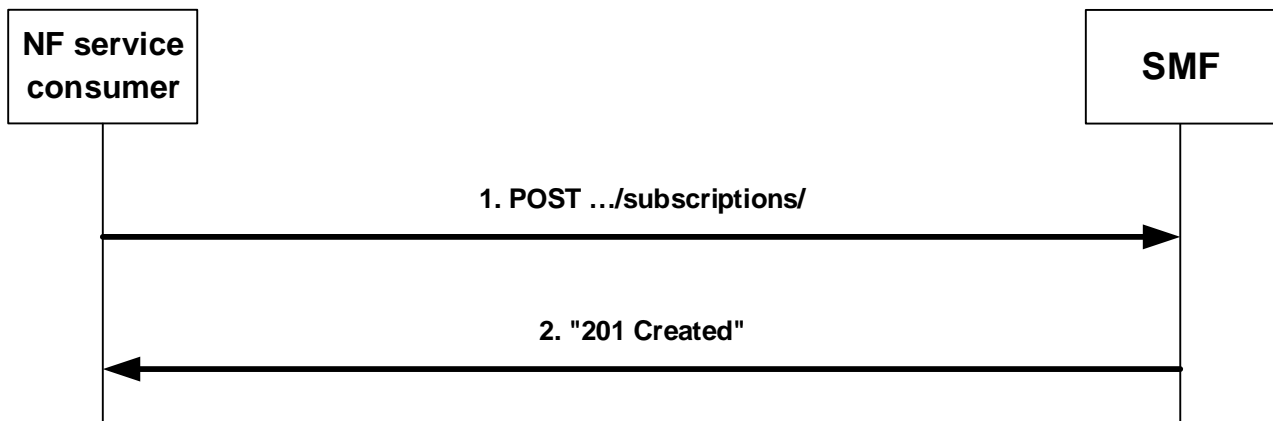 NF service
consumer
SMF
1. POST …/subscriptions/
2. "201 Created"